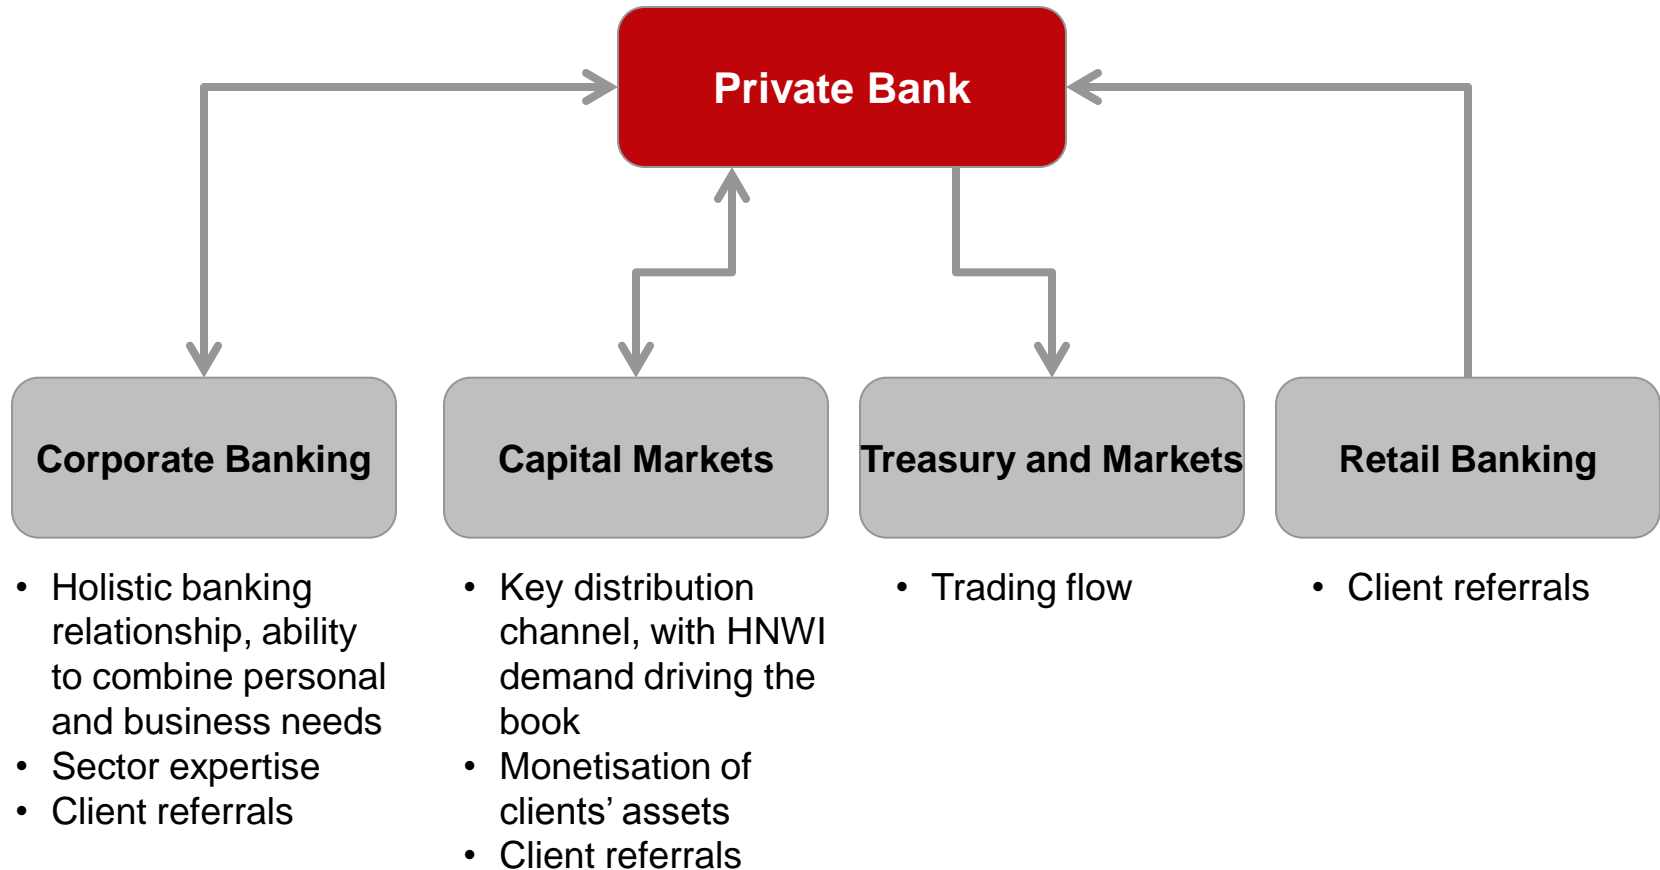 Private Bank
Corporate Banking
Capital Markets
Treasury and Markets
Retail Banking
• Holistic banking
relationship, ability
to combine personal
and business needs
• Sector expertise
• Client referrals
• Key distribution
channel, with HNWI
demand driving the
book
• Monetisation of
clients’ assets
• Client referrals
• Trading flow
• Client referrals